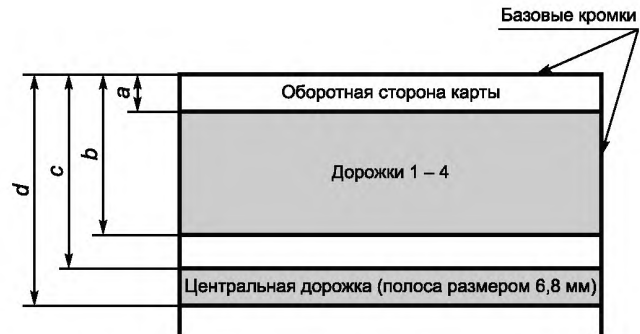 Базовые кромки
Оборотная сторона карты
a
b
c
d
Дорожки 1 – 4
Центральная дорожка (полоса размером 6,8 мм)